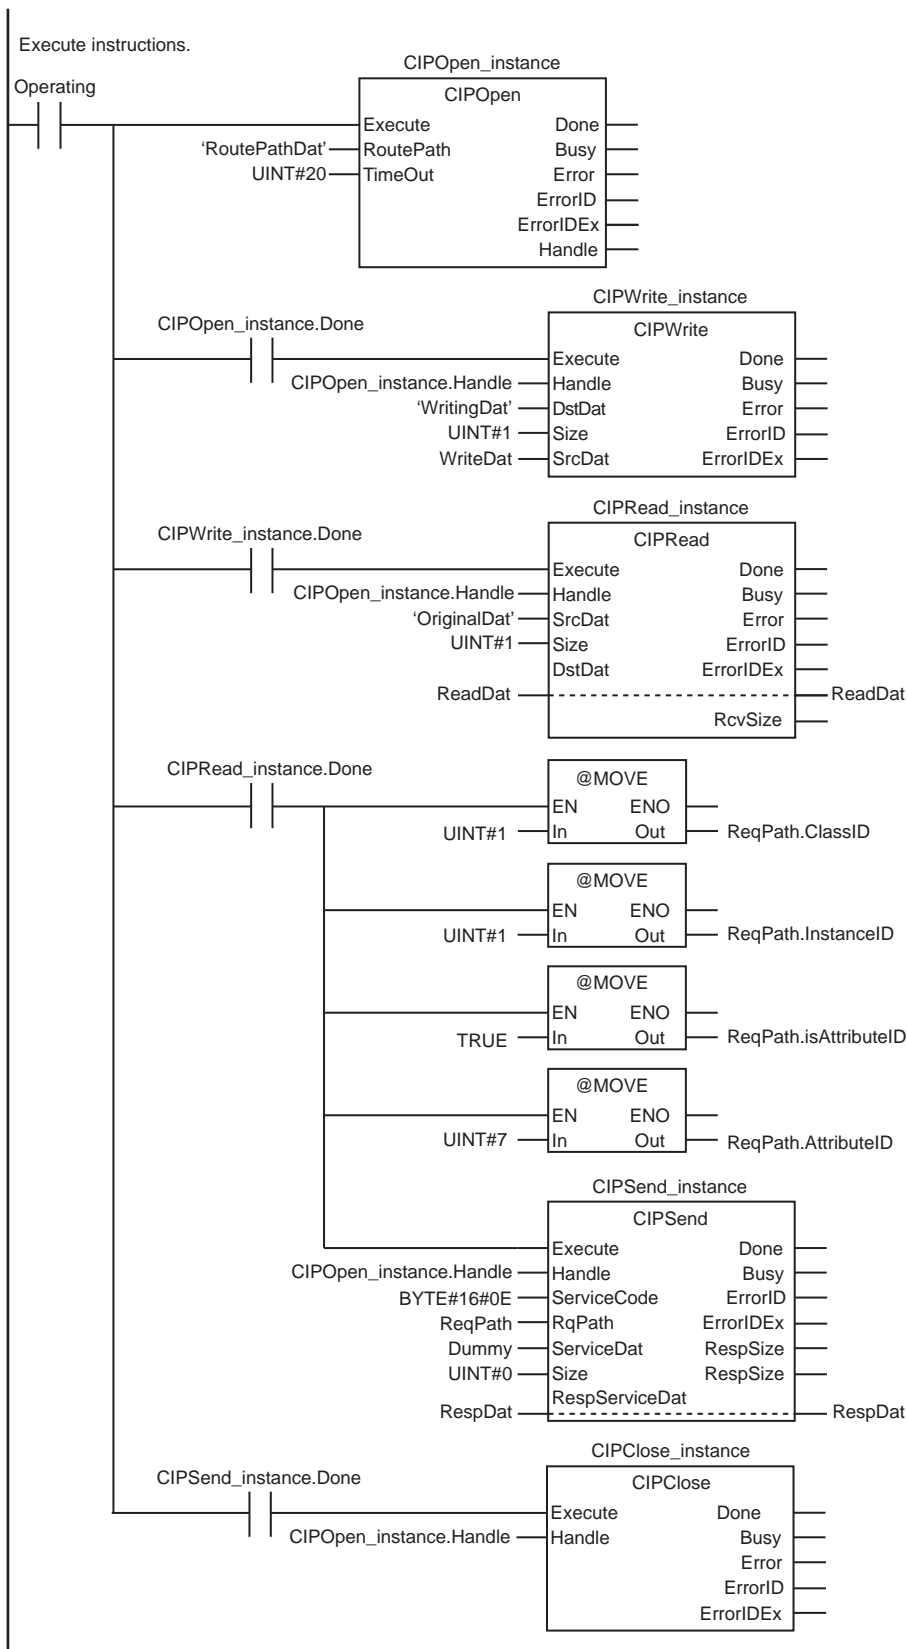 Execute instructions.
Operating
CIPOpen_instance
CIPOpen
Execute Done
‘RoutePathDat’ RoutePath Busy
UINT#20 TimeOut Error
ErrorID
ErrorIDEx
Handle
CIPWrite_instance
CIPOpen_instance.Done
CIPWrite
Execute Done
CIPOpen_instance.Handle Handle Busy
‘WritingDat’ DstDat Error
UINT#1 Size ErrorID
WriteDat SrcDat ErrorIDEx
CIPRead_instance
CIPWrite_instance.Done
CIPRead
Execute Done
CIPOpen_instance.Handle Handle Busy
‘OriginalDat’ SrcDat Error
UINT#1 Size ErrorID
DstDat ErrorIDEx
ReadDat ReadDat
RcvSize
CIPRead_instance.Done
@MOVE
EN ENO
UINT#1 In Out ReqPath.ClassID
@MOVE
EN ENO
UINT#1 In Out ReqPath.InstanceID
@MOVE
EN ENO
TRUE In Out ReqPath.isAttributeID
@MOVE
EN ENO
UINT#7 In Out ReqPath.AttributeID
CIPSend_instance
CIPSend
Execute Done
CIPOpen_instance.Handle Handle Busy
BYTE#16#0E ServiceCode ErrorID
ReqPath RqPath ErrorIDEx
Dummy ServiceDat RespSize
UINT#0 Size RespSize
RespServiceDat
RespDat RespDat
CIPClose_instance
CIPSend_instance.Done
CIPClose
Execute Done
CIPOpen_instance.Handle Handle Busy
Error
ErrorID
ErrorIDEx